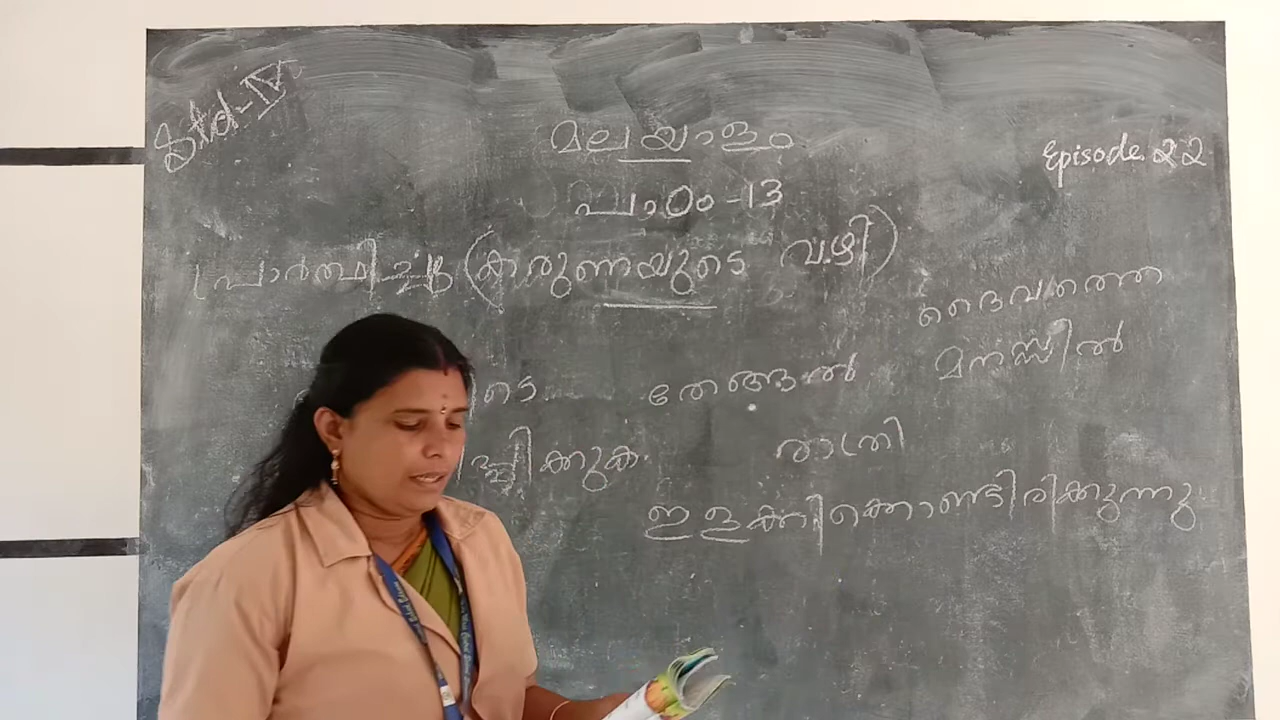 Std-IV
മലയാളം
Episode 22
പാഠം-13
പ്രാർത്ഥിച്ചു (കരുണയുടെ വഴി)
ദൈവത്തെ
തേങ്ങൽ മനസ്സിൽ
രാത്രി
ഇളക്കിക്കൊണ്ടിരിക്കുന്നു